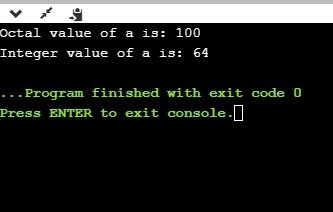 Octal value of a is: 100
Integer value of a is: 64
...Program finished with exit code 0
Press ENTER to exit console.